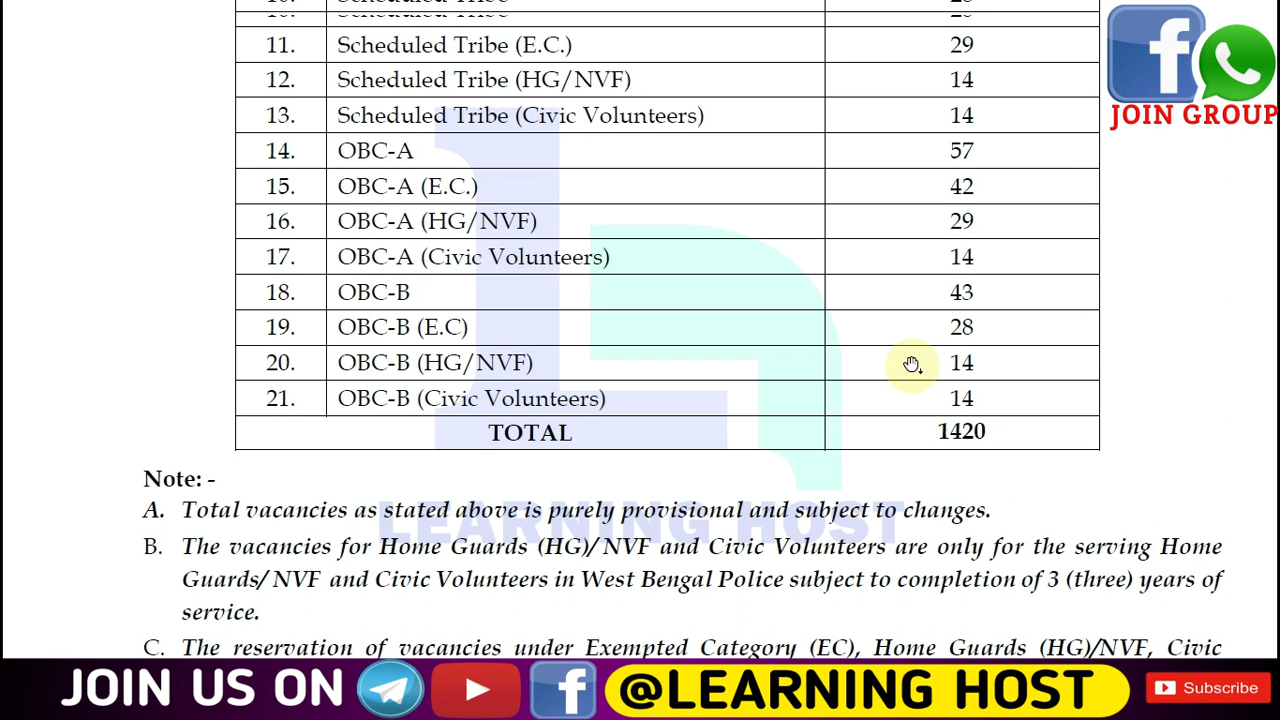 11. Scheduled Tribe (E.C.) 29
12. Scheduled Tribe (HG/NVF) 14
13. Scheduled Tribe (Civic Volunteers) 14
JOIN GROUP
14. OBC-A 57
15. OBC-A (E.C.) 42
16. OBC-A (HG/NVF) 29
17. OBC-A (Civic Volunteers) 14
18. OBC-B 43
19. OBC-B (E.C) 28
20. OBC-B (HG/NVF) 14
21. OBC-B (Civic Volunteers) 14
TOTAL 1420
Note: -
A. Total vacancies as stated above is purely provisional and subject to changes.
LEARNING HOST
B. The vacancies for Home Guards (HG)/ NVF and Civic Volunteers are only for the serving Home
Guards/ NVF and Civic Volunteers in West Bengal Police subject to completion of 3 (three) years of
service.
C. The reservation of vacancies under Exempted Category (EC), Home Guards (HG)/NVF, Civic
JOIN US ON @LEARNING HOST Subscribe